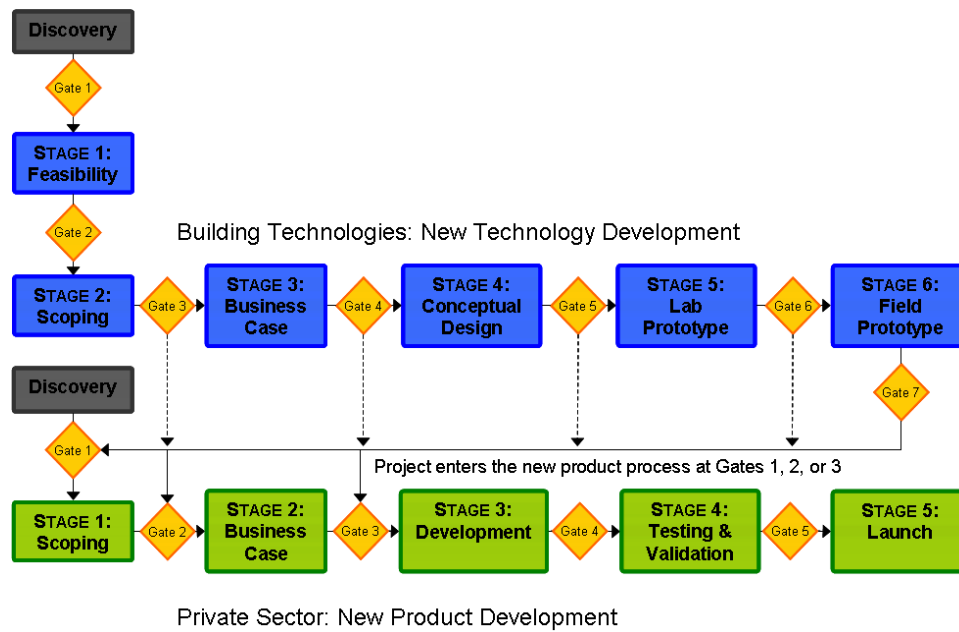 Discovery
Gate 1
STAGE 1:
Feasibility
Gate 2
Building Technologies: New Technology Development
STAGE 2:
Scoping
Gate 3
STAGE 3:
Business
Case
Gate 4
STAGE 4:
Conceptual
Design
Gate 5
STAGE 5:
Lab
Prototype
Gate 6
STAGE 6:
Field
Prototype
Gate 7
Discovery
Gate 1
Project enters the new product process at Gates 1, 2, or 3
STAGE 1:
Scoping
Gate 2
STAGE 2:
Business
Case
Gate 3
STAGE 3:
Development
Gate 4
STAGE 4:
Testing &
Validation
Gate 5
STAGE 5:
Launch
Private Sector: New Product Development